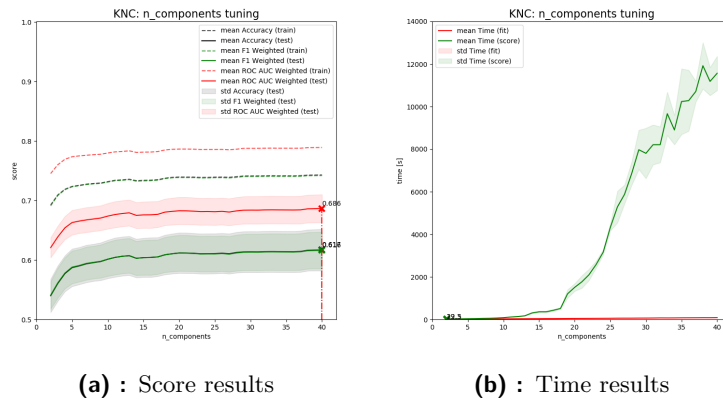 KNC: n_components tuning
mean Accuracy (train)
mean Accuracy (test)
mean F1 Weighted (train)
mean F1 Weighted (test)
mean ROC AUC Weighted (train)
mean ROC AUC Weighted (test)
std Accuracy (test)
std F1 Weighted (test)
std ROC AUC Weighted (test)
1.0
0.9
0.8
0.7
0.6
0.5
score
0.686
0 5 10 15 20 25 30 35 40
n_components
(a) : Score results
KNC: n_components tuning
mean Time (fit)
mean Time (score)
std Time (fit)
std Time (score)
14000
12000
10000
8000
6000
4000
2000
0
time [s]
0 5 10 15 20 25 30 35 40
n_components
(b) : Time results